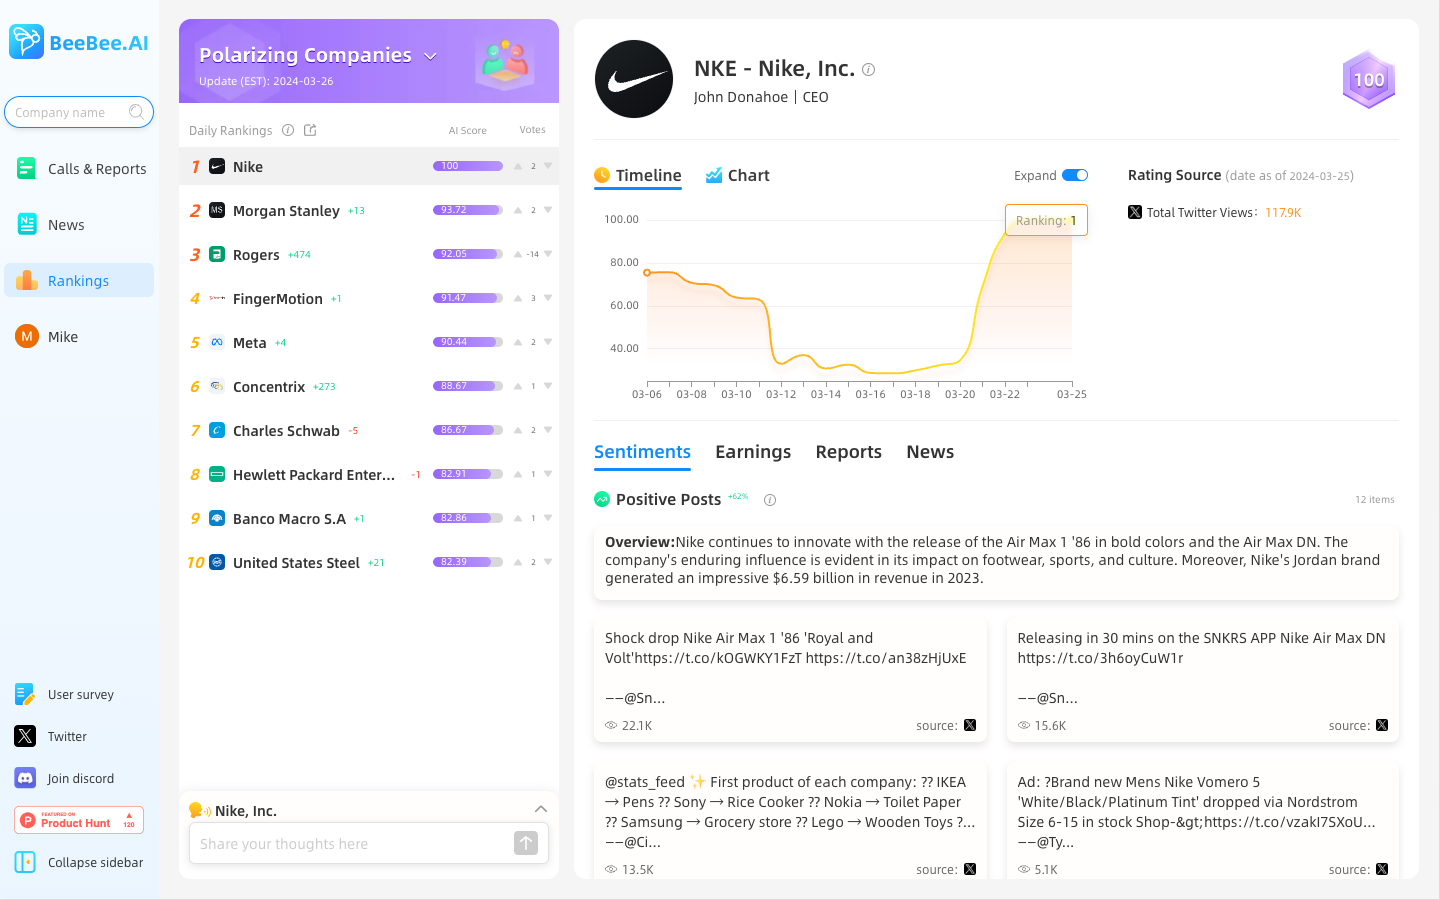 BeeBee.AI
Company name
Calls & Reports
News
Rankings
M
Mike
User survey
Twitter
Join discord
FEATURED ON
Product Hunt
120
Collapse sidebar
Polarizing Companies
Update (EST): 2024-03-26
Daily Rankings
AI Score
Votes
1 Nike 100 2
2 MS Morgan Stanley +13 93.72 2
3 Rogers +474 92.05 -14
4 FingerMotion +1 91.47 3
5 Meta +4 90.44 2
6 Concentrix +273 88.67 1
7 Charles Schwab -5 86.67 2
8 Hewlett Packard Enter... -1 82.91 1
9 Banco Macro S.A +1 82.86 1
10 United States Steel +21 82.39 2
Nike, Inc.
Share your thoughts here
NKE - Nike, Inc.
John Donahoe | CEO
100
Timeline
Chart
Expand
Ranking: 1
100.00
80.00
60.00
40.00
03-06 03-08 03-10 03-12 03-14 03-16 03-18 03-20 03-22 03-25
Rating Source (date as of 2024-03-25)
Total Twitter Views: 117.9K
Sentiments
Earnings
Reports
News
Positive Posts +62%
12 items
Overview:Nike continues to innovate with the release of the Air Max 1 '86 in bold colors and the Air Max DN. The
company's enduring influence is evident in its impact on footwear, sports, and culture. Moreover, Nike's Jordan brand
generated an impressive $6.59 billion in revenue in 2023.
Shock drop Nike Air Max 1 '86 'Royal and
Volt'https://t.co/kOGWKY1FzT https://t.co/an38zHjUxE
——@Sn...
22.1K
source:
Releasing in 30 mins on the SNKRS APP Nike Air Max DN
https://t.co/3h6oyCuW1r
——@Sn...
15.6K
source:
@stats_feed ✨ First product of each company: ?? IKEA
→ Pens ?? Sony → Rice Cooker ?? Nokia → Toilet Paper
?? Samsung → Grocery store ?? Lego → Wooden Toys ?...
——@Ci...
13.5K
source:
Ad: ?Brand new Mens Nike Vomero 5
'White/Black/Platinum Tint' dropped via Nordstrom
Size 6-15 in stock Shop-&gt;https://t.co/vzakI7SXoU...
——@Ty...
5.1K
source: